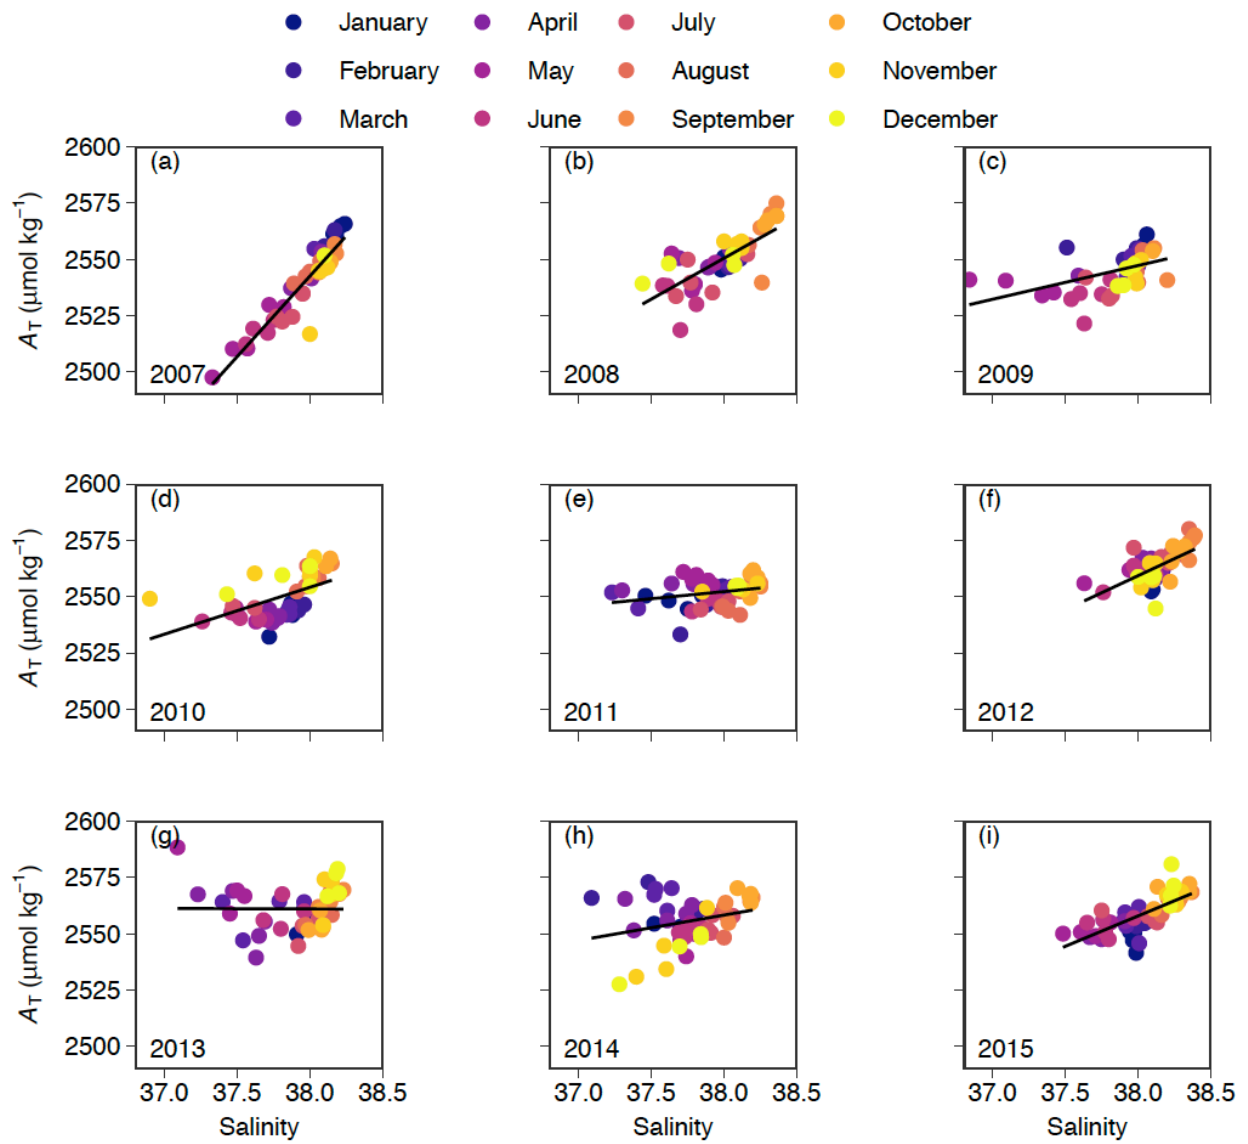 January April July October
February May August November
March June September December
2600 (a) (b) (c)
2575
2550
2525
2500
A_T (µmol kg⁻¹)
2007 2008 2009
2600 (d) (e) (f)
2575
2550
2525
2500
A_T (µmol kg⁻¹)
2010 2011 2012
2600 (g) (h) (i)
2575
2550
2525
2500
A_T (µmol kg⁻¹)
2013 2014 2015
37.0 37.5 38.0 38.5 37.0 37.5 38.0 38.5 37.0 37.5 38.0 38.5
Salinity Salinity Salinity